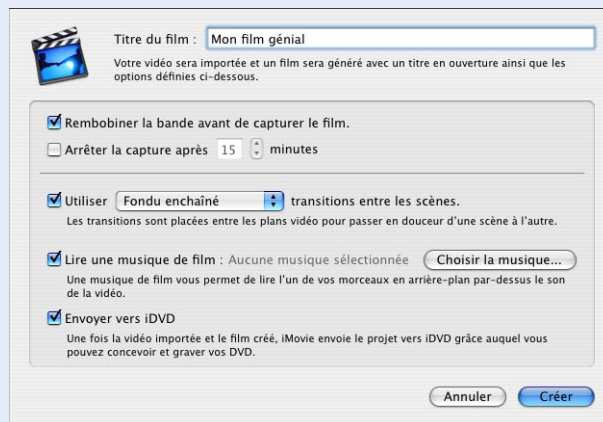 Titre du film : Mon film génial
Votre vidéo sera importée et un film sera généré avec un titre en ouverture ainsi que les
options définies ci-dessous.
Rembobiner la bande avant de capturer le film.
Arrêter la capture après 15 minutes
Utiliser Fondu enchaîné transitions entre les scènes.
Les transitions sont placées entre les plans vidéo pour passer en douceur d’une scène à l’autre.
Lire une musique de film : Aucune musique sélectionnée Choisir la musique...
Une musique de film vous permet de lire l’un de vos morceaux en arrière-plan par-dessus le son
de la vidéo.
Envoyer vers iDVD
Une fois la vidéo importée et le film créé, iMovie envoie le projet vers iDVD grâce auquel vous
pouvez concevoir et graver vos DVD.
Annuler Créer